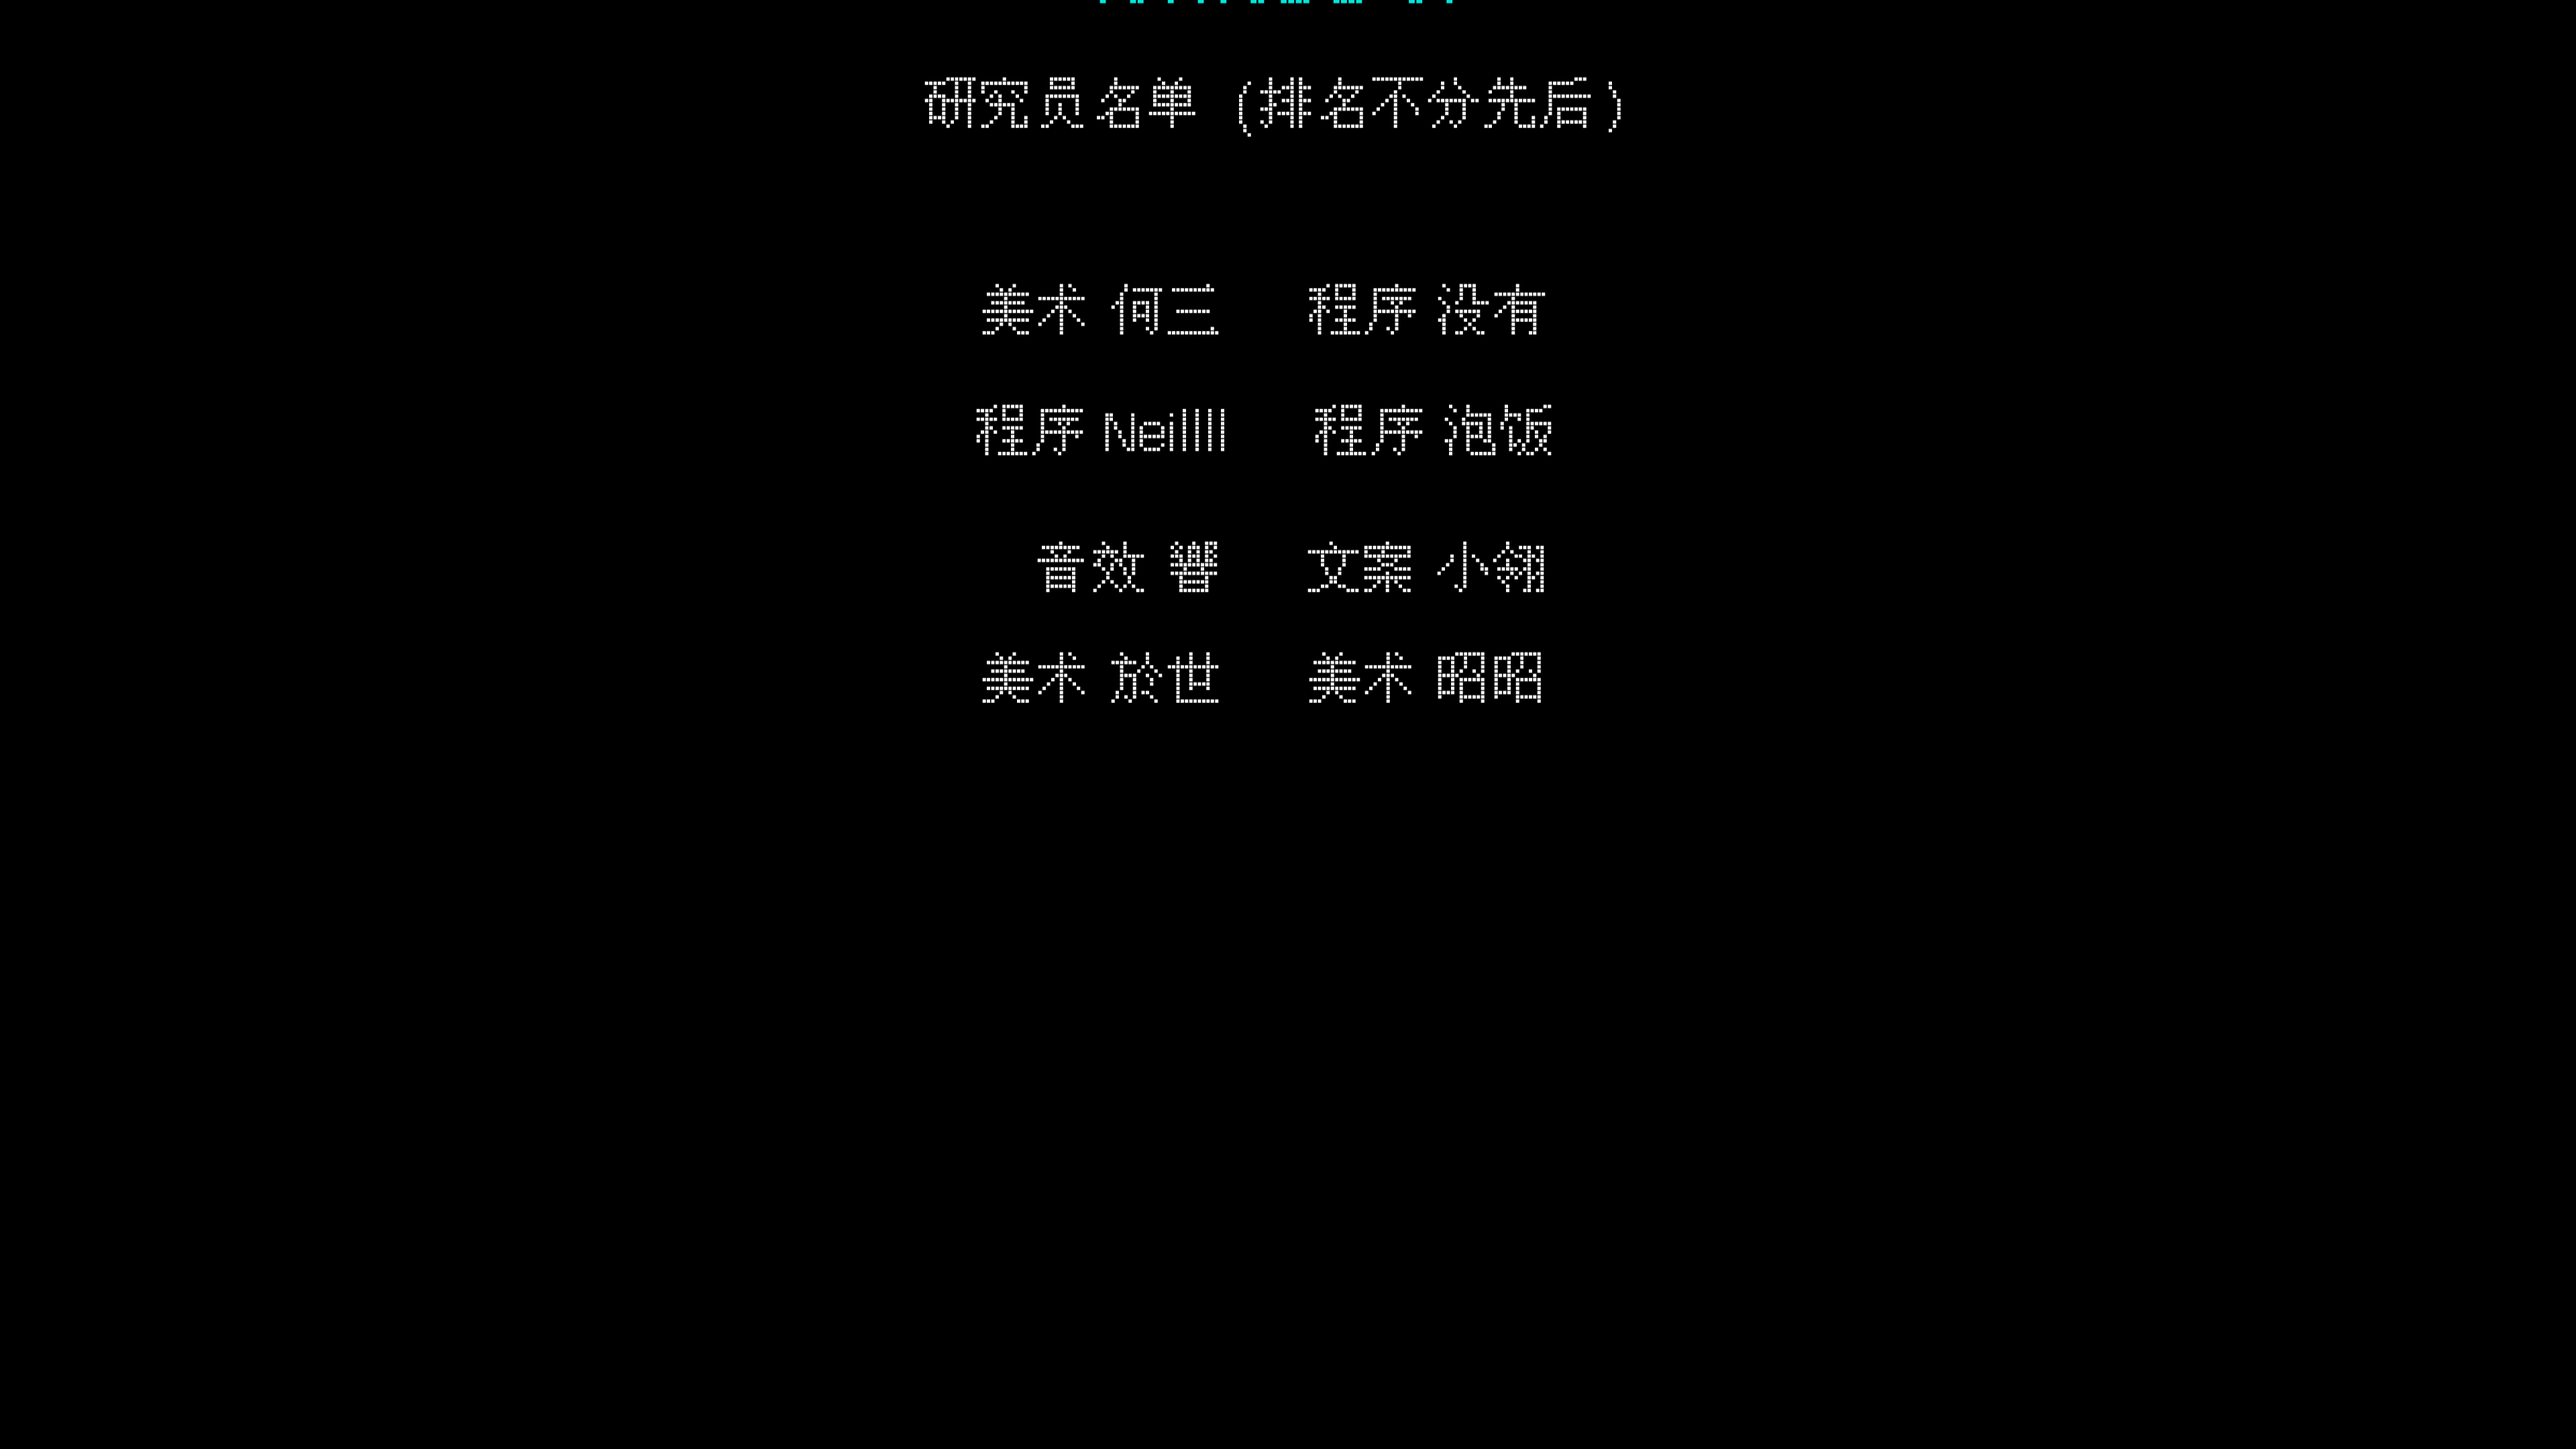 研究员名单 (排名不分先后)
美术 何三 程序 没有
程序 Neillll 程序 泡饭
音效 響 文案 小翎
美术 於世 美术 昭昭